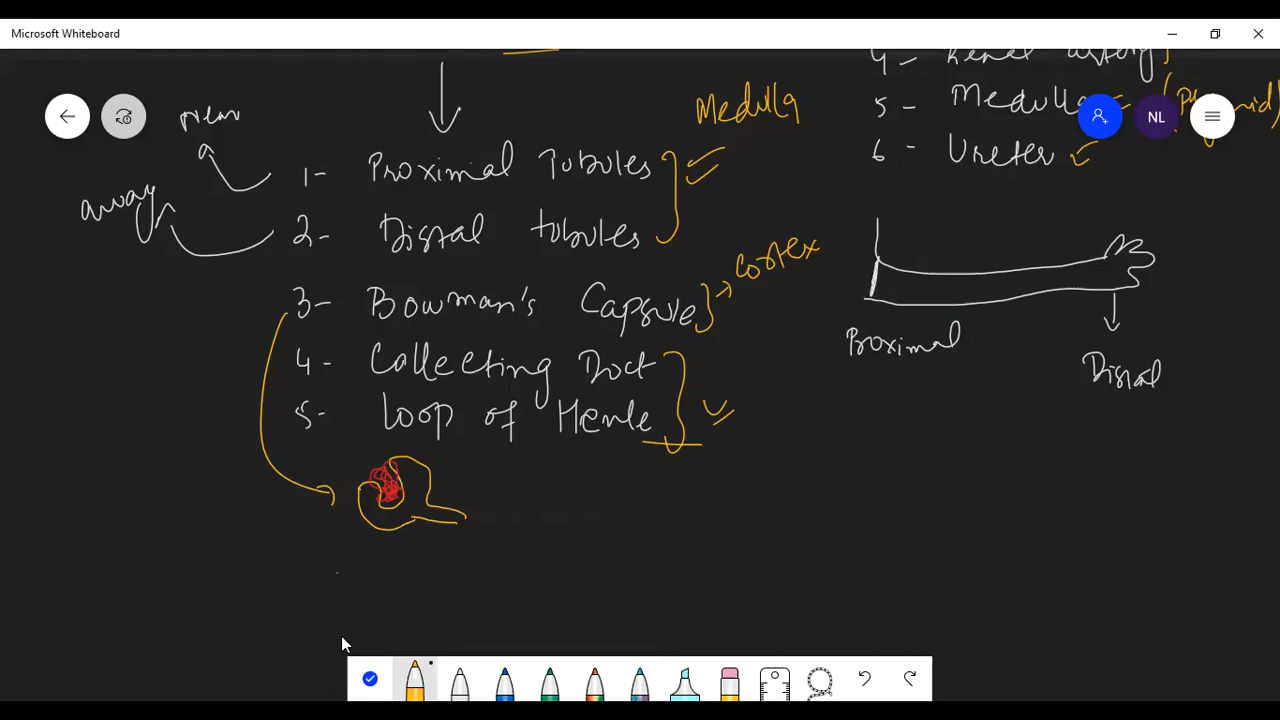 Microsoft Whiteboard
4- Renal artery
5- Medulla
6- Ureter
NL
Medulla
near
away
1- Proximal Tubules
2- Distal tubules
3- Bowman's Capsule → Cortex
4- Collecting Doct
5- Loop of Henle
Proximal
Distal